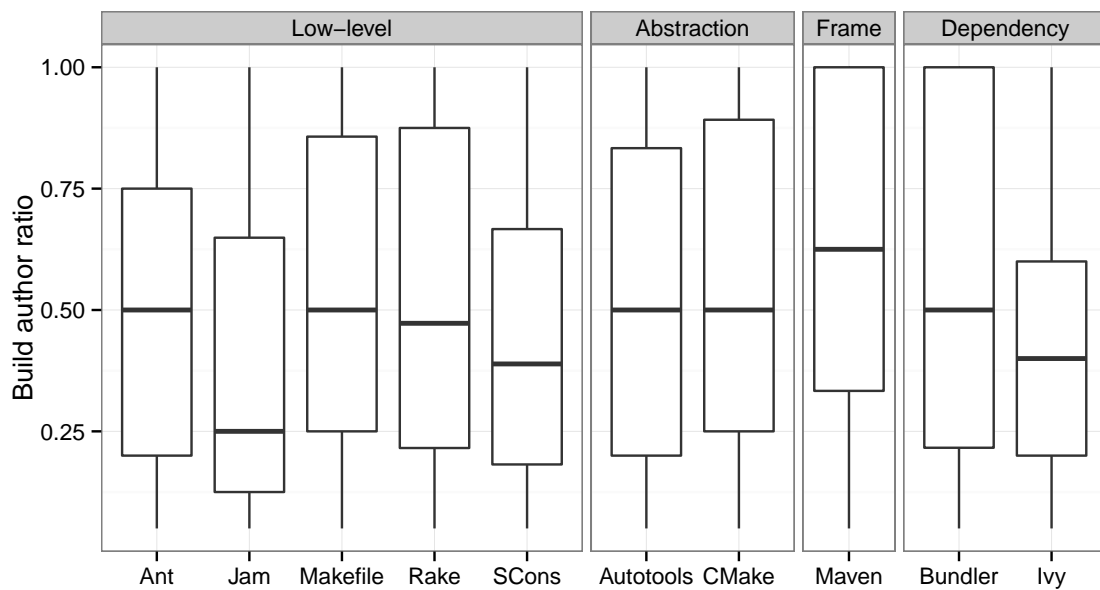 Low−level Abstraction Frame Dependency
1.00
0.75
0.50
0.25
Build author ratio
Ant Jam Makefile Rake SCons Autotools CMake Maven Bundler Ivy